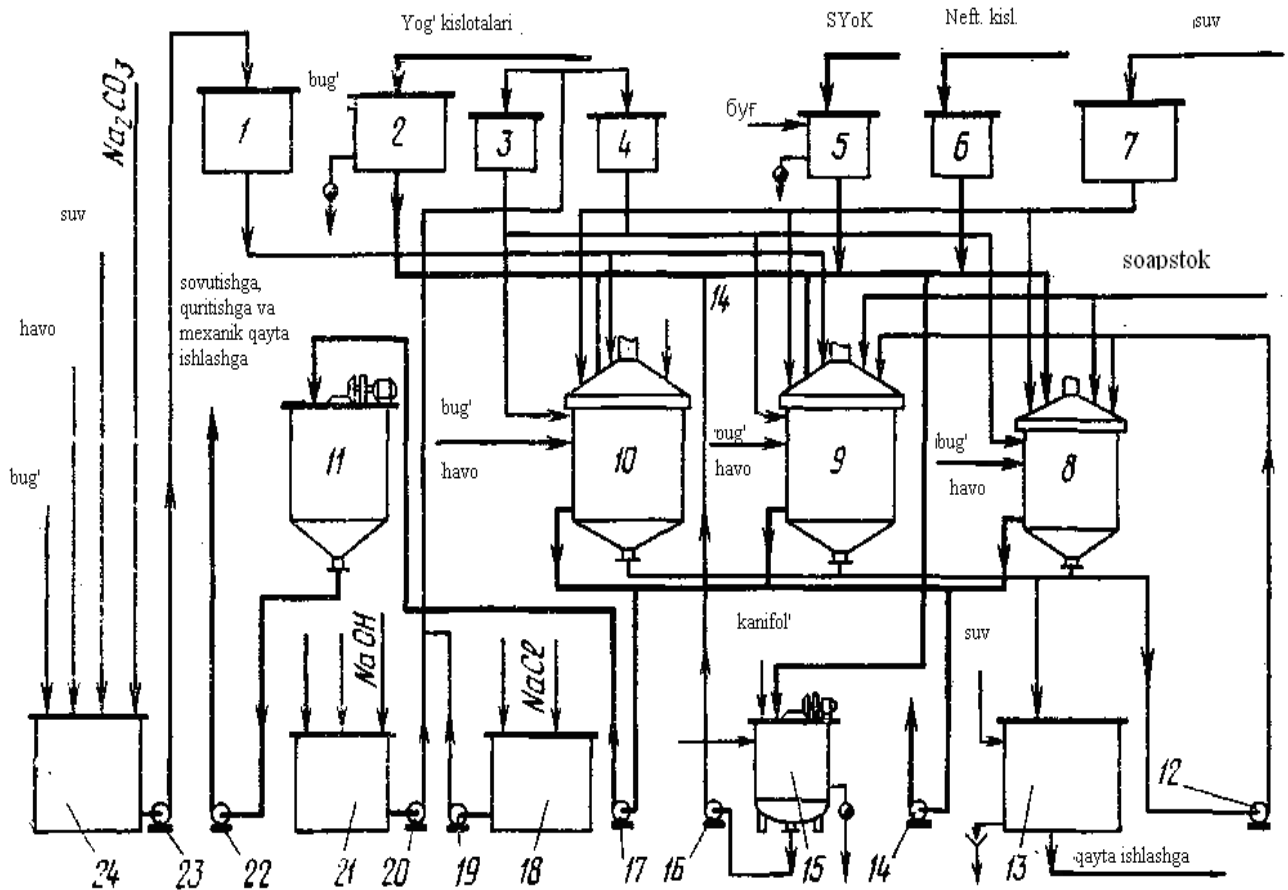 Yog' kislotalari
SYoK
Neft. kisl.
suv
bug'
буғ
Na2CO3
1
2
3
4
5
6
7
suv
soapstok
sovutishga,
quritishga va
mexanik qayta
ishlashga
havo
14
bug'
havo
bug'
havo
bug'
havo
11
10
9
8
bug'
kanifol'
suv
NaOH
NaCl
12
24
23
22
21
20
19
18
17
16
15
14
13
qayta ishlashga